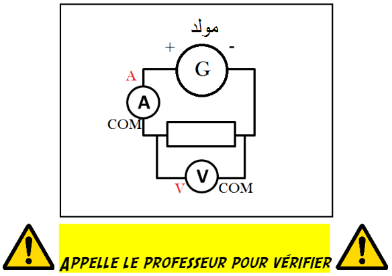 مولد
+ -
G
A
A
COM
V
V COM
APPELLE LE PROFESSEUR POUR VÉRIFIER